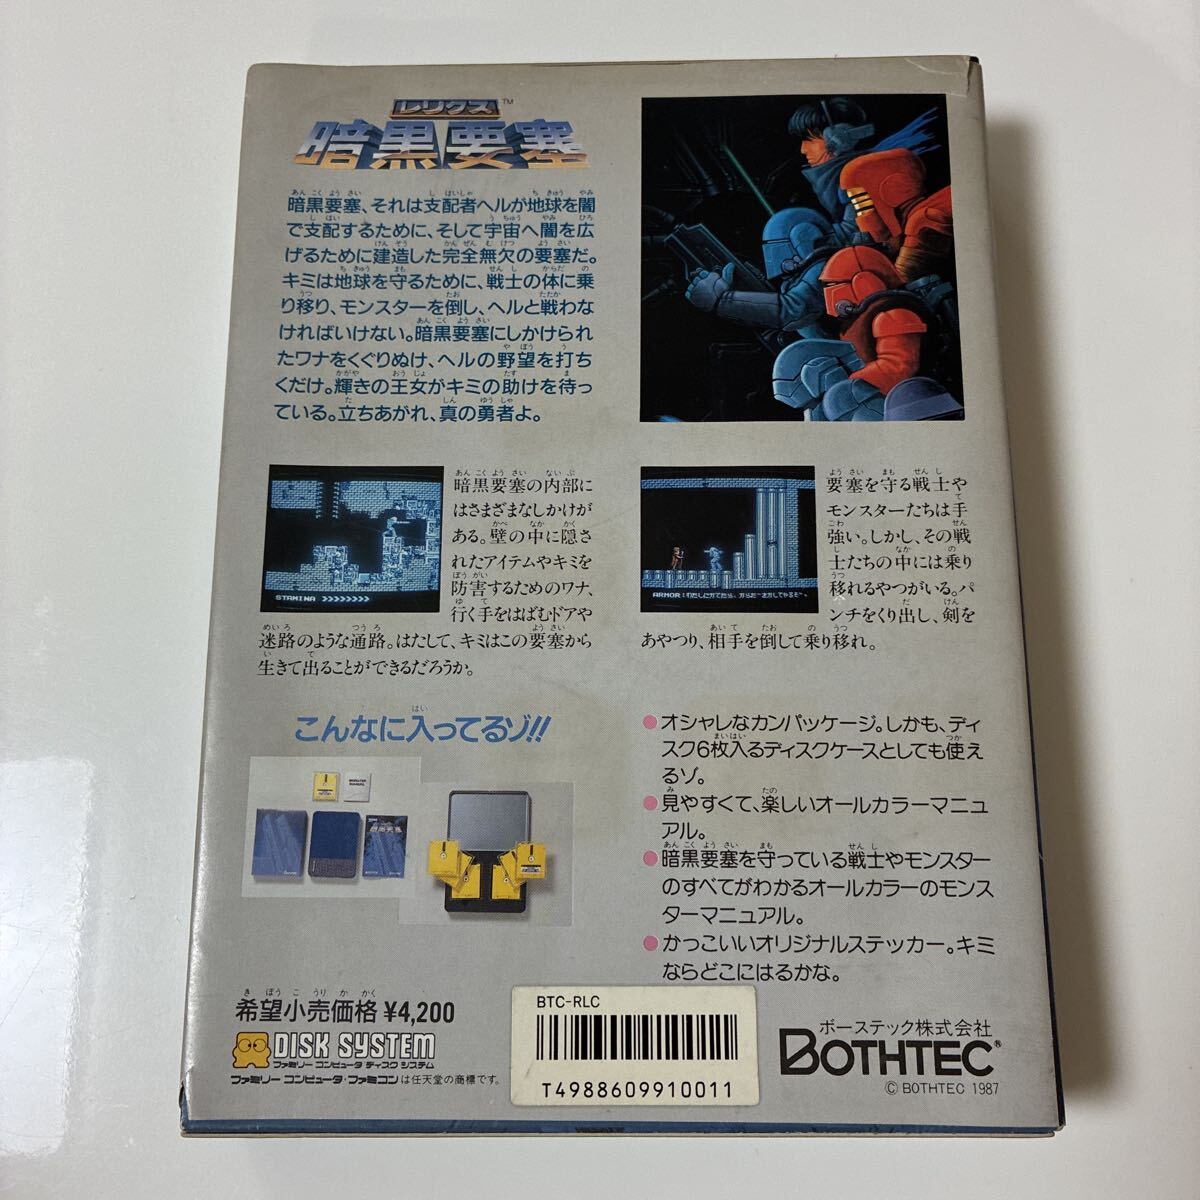 レリクス™
暗黒要塞
暗黒要塞、それは支配者ヘルが地球を闇
で支配するために、そして宇宙へ闇を広
げるために建造した完全無欠の要塞だ。
キミは地球を守るために、戦士の体に乗
り移り、モンスターを倒し、ヘルと戦わな
ければいけない。暗黒要塞にしかけられ
たワナをくぐりぬけ、ヘルの野望を打ち
くだけ。輝きの王女がキミの助けを待っ
ている。立ちあがれ、真の勇者よ。
STAMINA >>>>>>>>>
暗黒要塞の内部に
はさまざまなしかけが
ある。壁の中に隠さ
れたアイテムやキミを
防害するためのワナ、
行く手をはばむドアや
迷路のような通路。はたして、キミはこの要塞から
生きて出ることができるだろうか。
ARMOR:わたしにかてたら、からだ
要塞を守る戦士や
モンスターたちは手
強い。しかし、その戦
士たちの中には乗り
移れるやつがいる。パ
ンチをくり出し、剣を
あやつり、相手を倒して乗り移れ。
こんなに入ってるゾ!!
●オシャレなカンパッケージ。しかも、ディ
スク6枚入るディスクケースとしても使え
るゾ。
●見やすくて、楽しいオールカラーマニュ
アル。
●暗黒要塞を守っている戦士やモンスター
のすべてがわかるオールカラーのモンス
ターマニュアル。
●かっこいいオリジナルステッカー。キミ
ならどこにはるかな。
希望小売価格 ¥4,200
DISK SYSTEM
ファミリー コンピュータ ディスク システム
ファミリー コンピュータ・ファミコンは任天堂の商標です。
BTC-RLC
T4988609910011
ボーステック株式会社
BOTHTEC®
© BOTHTEC 1987